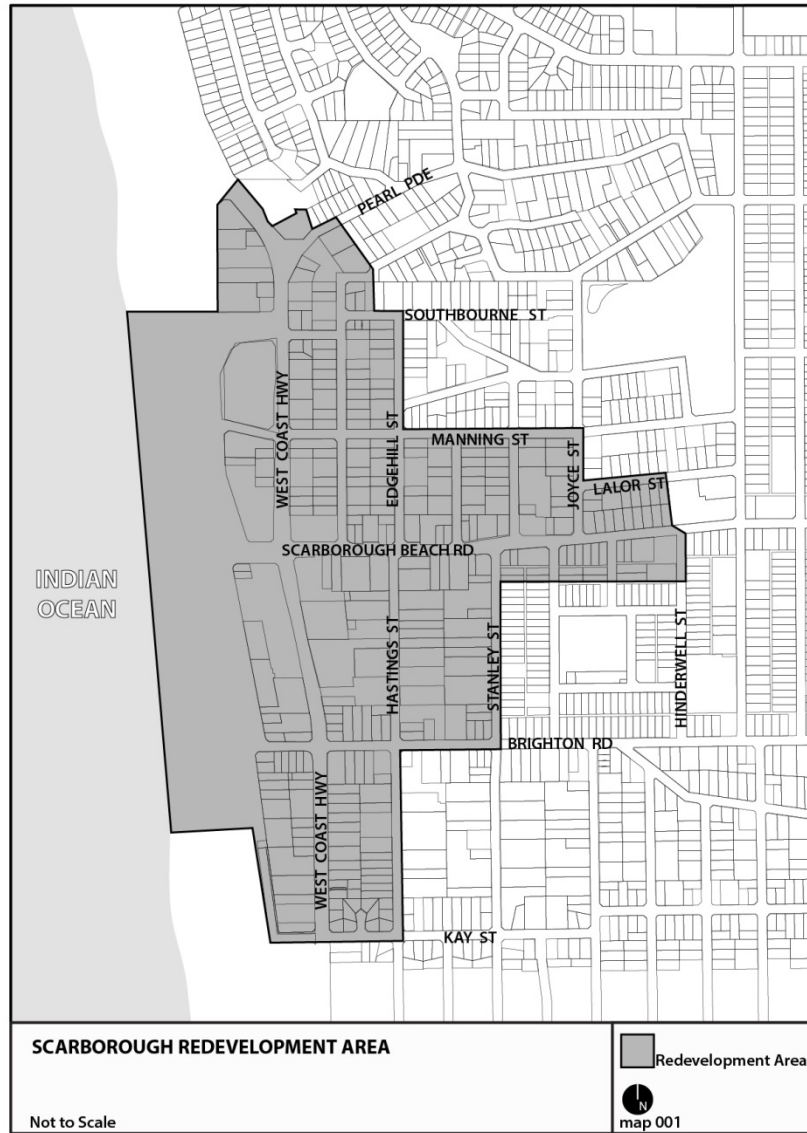 PEARL PDE
SOUTHBOURNE ST
WEST COAST HWY
EDGEHILL ST
MANNING ST
JOYCE ST
LALOR ST
SCARBOROUGH BEACH RD
INDIAN
OCEAN
HASTINGS ST
STANLEY ST
HINDERWELL ST
BRIGHTON RD
WEST COAST HWY
KAY ST
SCARBOROUGH REDEVELOPMENT AREA
Redevelopment Area
N
Not to Scale
map 001